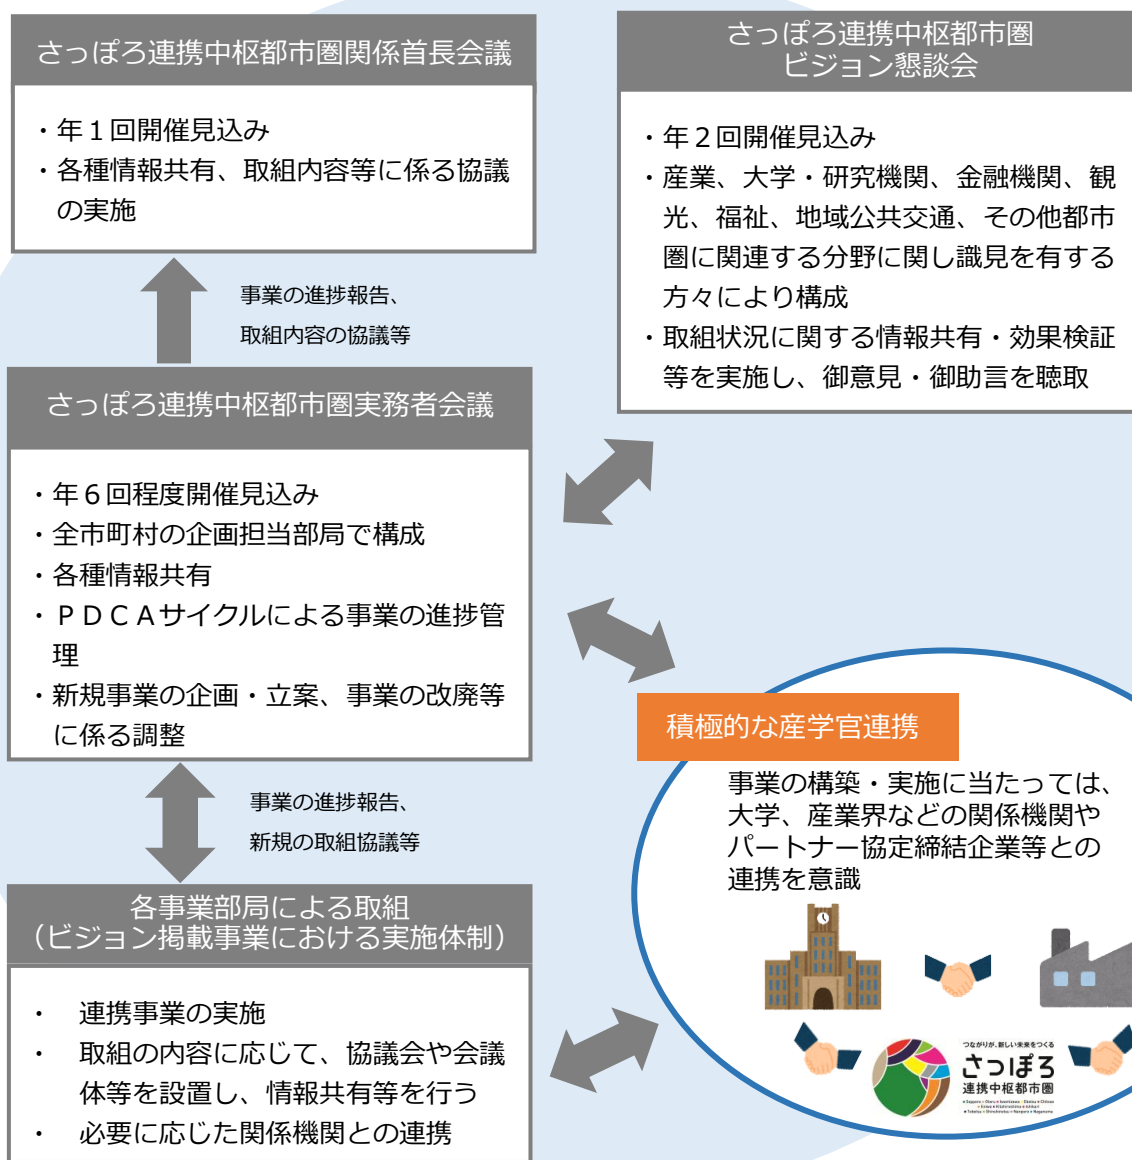 さっぽろ連携中枢都市圏関係首長会議
・年１回開催見込み
・各種情報共有、取組内容等に係る協議
の実施
事業の進捗報告、
取組内容の協議等
さっぽろ連携中枢都市圏実務者会議
・年６回程度開催見込み
・全市町村の企画担当部局で構成
・各種情報共有
・ＰＤＣＡサイクルによる事業の進捗管
理
・新規事業の企画・立案、事業の改廃等
に係る調整
事業の進捗報告、
新規の取組協議等
各事業部局による取組
（ビジョン掲載事業における実施体制）
・ 連携事業の実施
・ 取組の内容に応じて、協議会や会議
体等を設置し、情報共有等を行う
・ 必要に応じた関係機関との連携
さっぽろ連携中枢都市圏
ビジョン懇談会
・年２回開催見込み
・産業、大学・研究機関、金融機関、観
光、福祉、地域公共交通、その他都市
圏に関連する分野に関し識見を有する
方々により構成
・取組状況に関する情報共有・効果検証
等を実施し、御意見・御助言を聴取
積極的な産学官連携
事業の構築・実施に当たっては、
大学、産業界などの関係機関や
パートナー協定締結企業等との
連携を意識
つながりが、新しい未来をつくる
さっぽろ
連携中枢都市圏